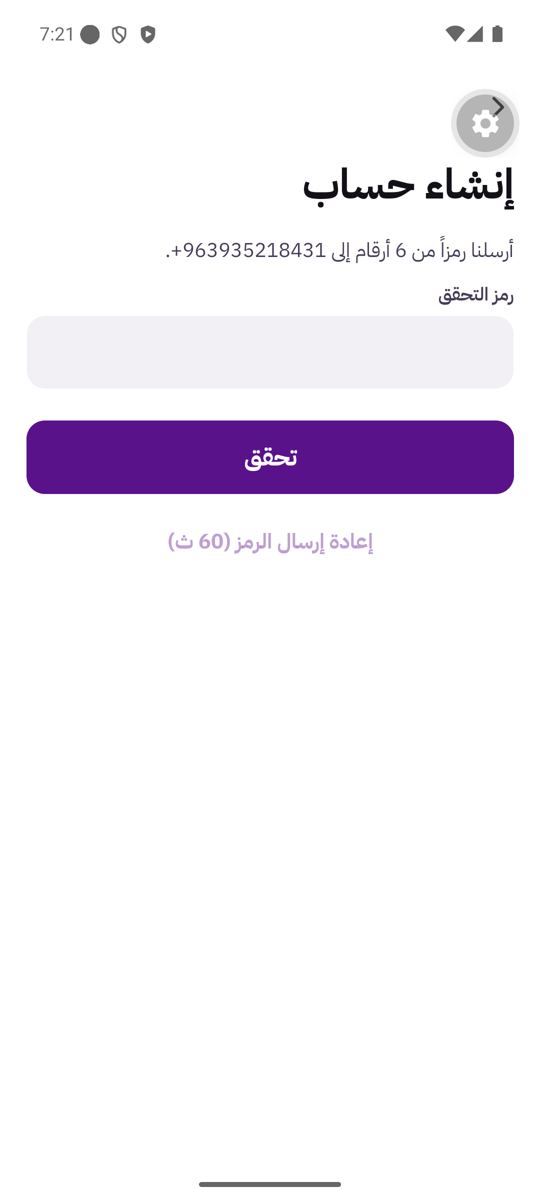 7:21
إنشاء حساب
أرسلنا رمزاً من 6 أرقام إلى 963935218431+.
رمز التحقق
تحقق
إعادة إرسال الرمز (60 ث)